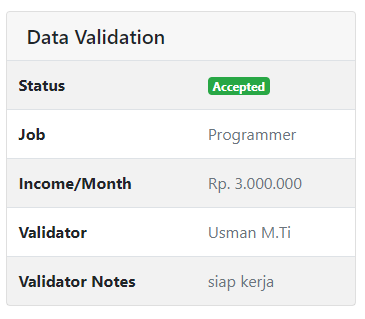 Data Validation
Status Accepted
Job Programmer
Income/Month Rp. 3.000.000
Validator Usman M.Ti
Validator Notes siap kerja